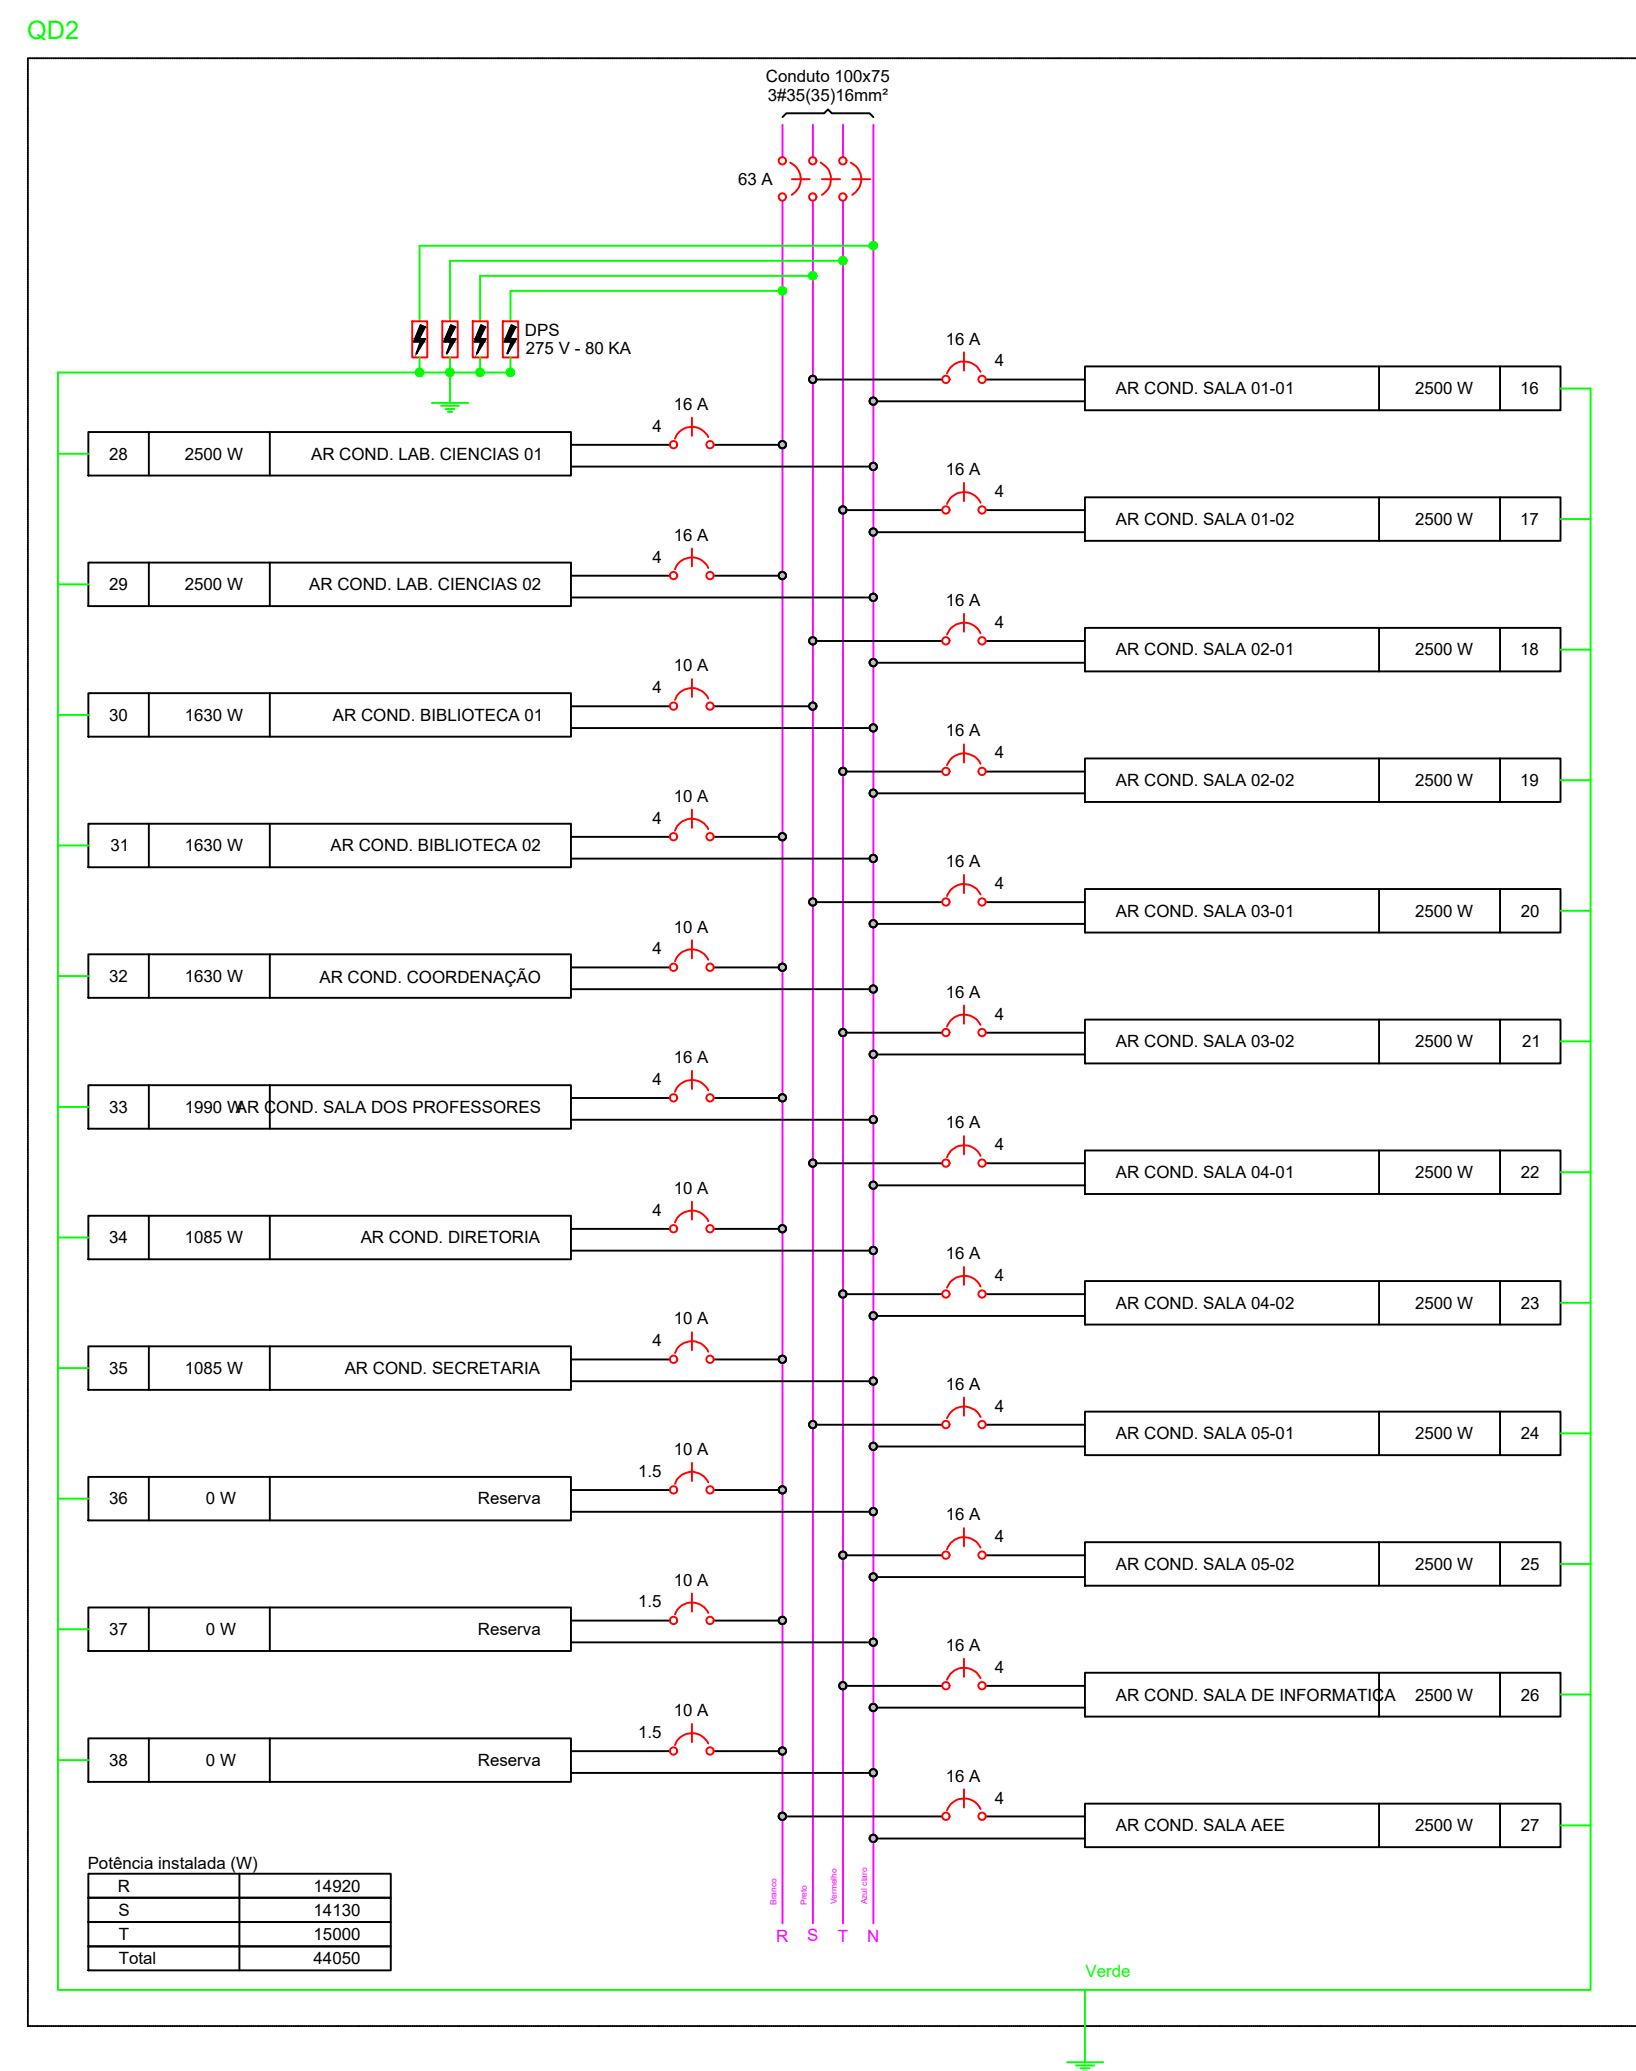 QD2
Conduto 100x75
3#35(35)16mm²
63 A
DPS
275 V - 80 KA
16 A
4
AR COND. SALA 01-01 2500 W 16
16 A
4
28 2500 W AR COND. LAB. CIENCIAS 01
16 A
4
AR COND. SALA 01-02 2500 W 17
16 A
4
29 2500 W AR COND. LAB. CIENCIAS 02
16 A
4
AR COND. SALA 02-01 2500 W 18
10 A
4
30 1630 W AR COND. BIBLIOTECA 01
16 A
4
AR COND. SALA 02-02 2500 W 19
10 A
4
31 1630 W AR COND. BIBLIOTECA 02
16 A
4
AR COND. SALA 03-01 2500 W 20
10 A
4
32 1630 W AR COND. COORDENAÇÃO
16 A
4
AR COND. SALA 03-02 2500 W 21
16 A
4
33 1990 W AR COND. SALA DOS PROFESSORES
16 A
4
AR COND. SALA 04-01 2500 W 22
10 A
4
34 1085 W AR COND. DIRETORIA
16 A
4
AR COND. SALA 04-02 2500 W 23
10 A
4
35 1085 W AR COND. SECRETARIA
16 A
4
AR COND. SALA 05-01 2500 W 24
10 A
1.5
36 0 W Reserva
16 A
4
AR COND. SALA 05-02 2500 W 25
10 A
1.5
37 0 W Reserva
16 A
4
AR COND. SALA DE INFORMATICA 2500 W 26
10 A
1.5
38 0 W Reserva
16 A
4
AR COND. SALA AEE 2500 W 27
Potência instalada (W)
R 14920
S 14130
T 15000
Total 44050
Branco
Preto
Vermelho
Azul claro
R S T N
Verde